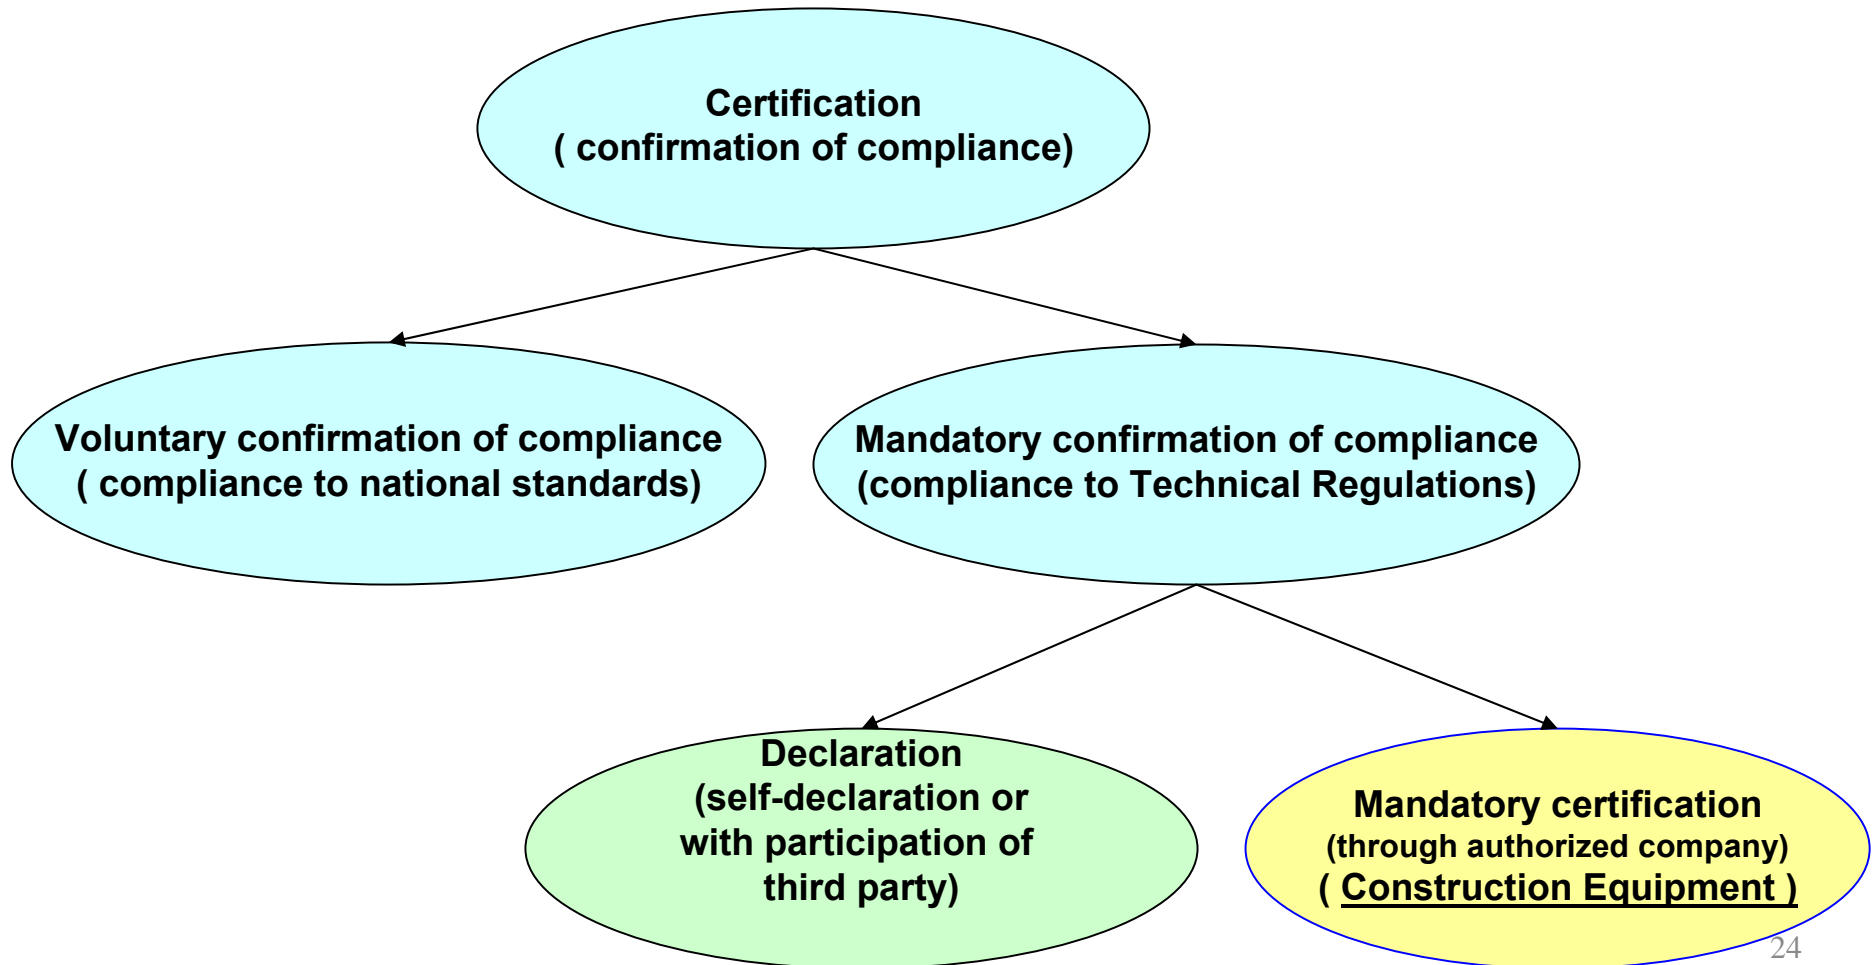 Certification
( confirmation of compliance)
Voluntary confirmation of compliance
( compliance to national standards)
Mandatory confirmation of compliance
(compliance to Technical Regulations)
Declaration
(self-declaration or
with participation of
third party)
Mandatory certification
(through authorized company)
( Construction Equipment )
24